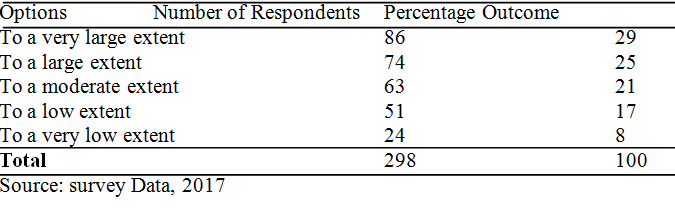 Options Number of Respondents Percentage Outcome
To a very large extent 86 29
To a large extent 74 25
To a moderate extent 63 21
To a low extent 51 17
To a very low extent 24 8
Total 298 100
Source: survey Data, 2017